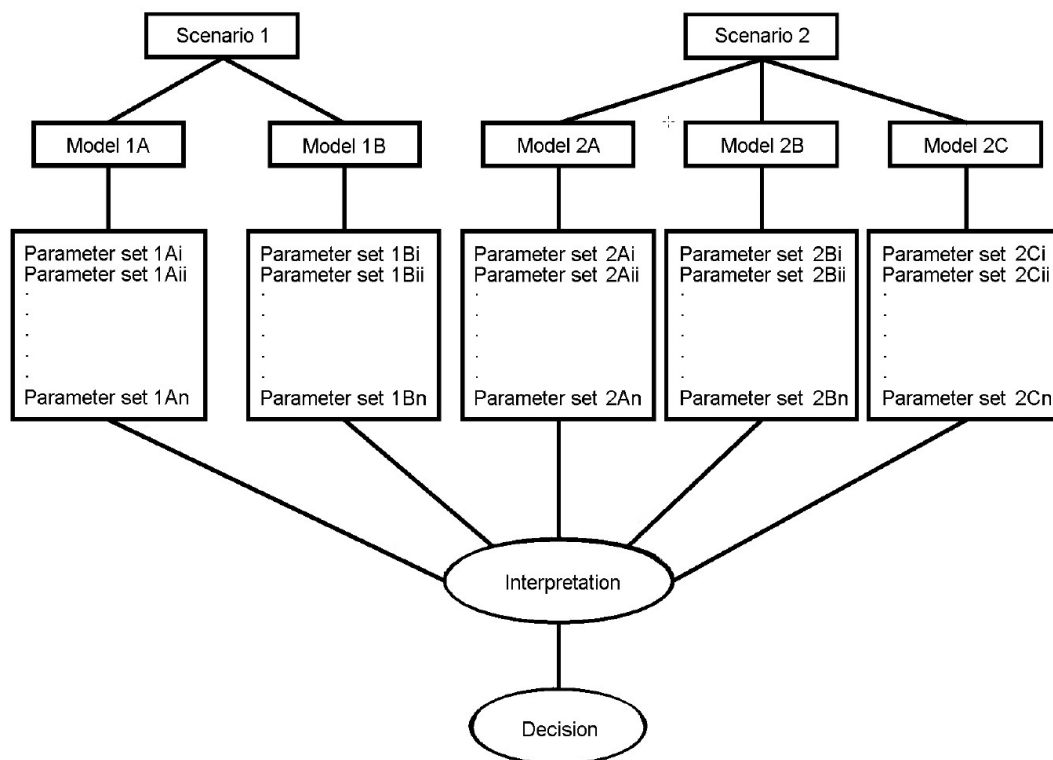 Scenario 1
Scenario 2
Model 1A
Model 1B
Model 2A
Model 2B
Model 2C
Parameter set 1Ai
Parameter set 1Aii
.
.
.
.
.
Parameter set 1An
Parameter set 1Bi
Parameter set 1Bii
.
.
.
.
.
Parameter set 1Bn
Parameter set 2Ai
Parameter set 2Aii
.
.
.
.
.
Parameter set 2An
Parameter set 2Bi
Parameter set 2Bii
.
.
.
.
.
Parameter set 2Bn
Parameter set 2Ci
Parameter set 2Cii
.
.
.
.
.
Parameter set 2Cn
Interpretation
Decision